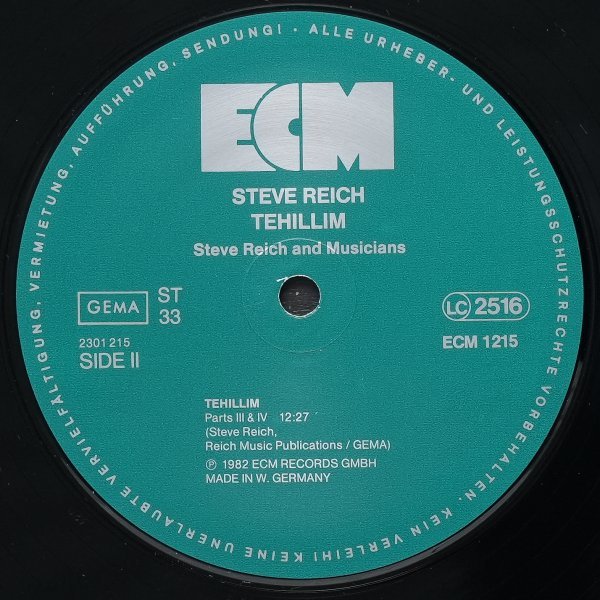 ALLE URHEBER- UND LEISTUNGSSCHUTZRECHTE VORBEHALTEN. KEIN VERLEIH! KEINE UNERLAUBTE VERVIELFÄLTIGUNG, VERMIETUNG, AUFFÜHRUNG, SENDUNG! ·
ECM
STEVE REICH
TEHILLIM
Steve Reich and Musicians
GEMA
ST
33
LC 2516
2301 215
SIDE II
ECM 1215
TEHILLIM
Parts III & IV 12:27
(Steve Reich,
Reich Music Publications / GEMA)
℗ 1982 ECM RECORDS GMBH
MADE IN W. GERMANY